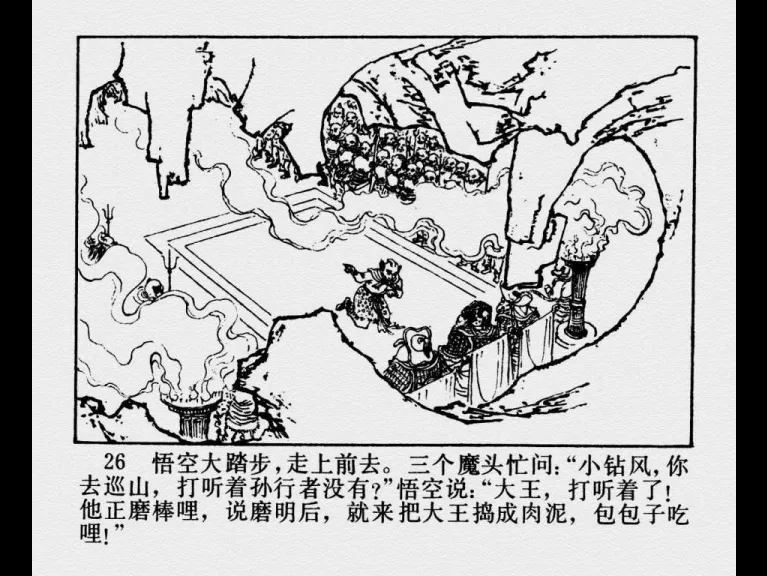 26 悟空大踏步，走上前去。三个魔头忙问：“小钻风，你
去巡山，打听着孙行者没有？”悟空说：“大王，打听着了！
他正磨棒哩，说磨明后，就来把大王捣成肉泥，包包子吃
哩！”